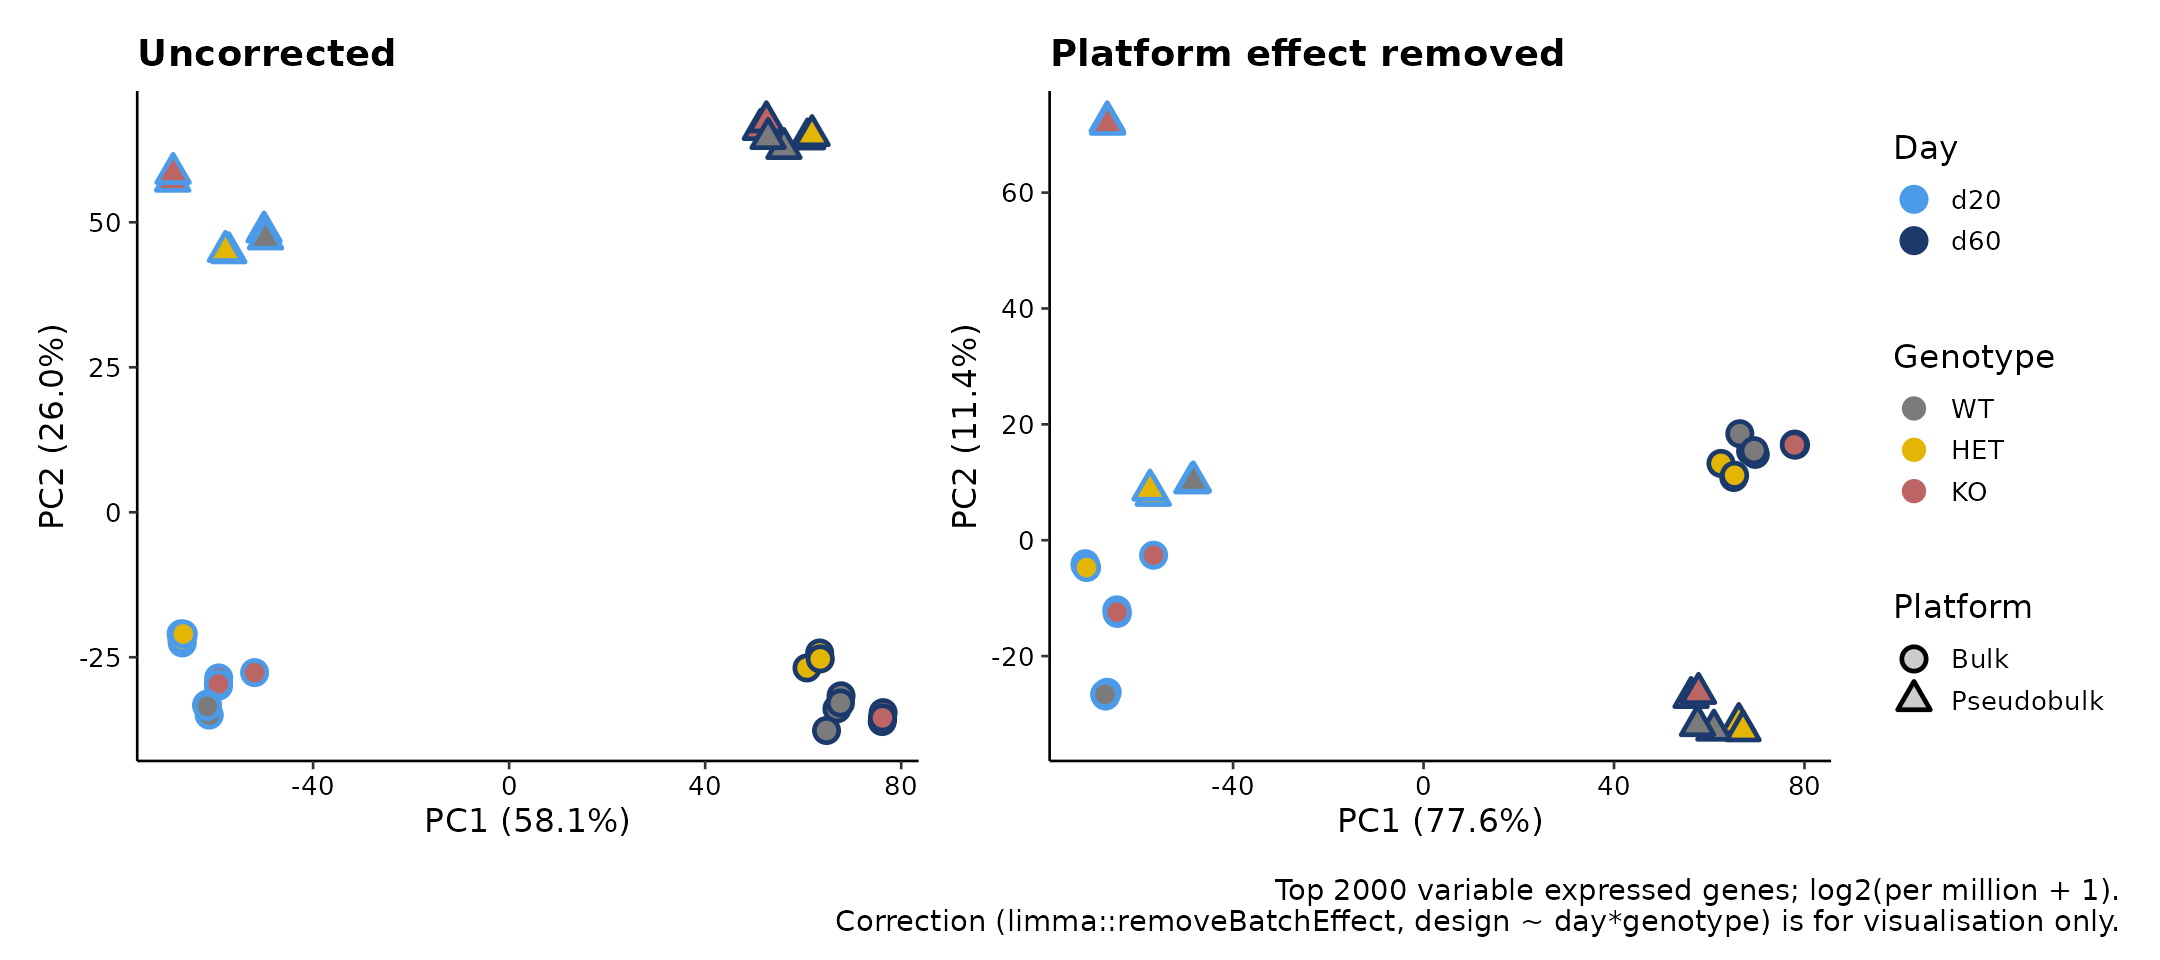 Uncorrected
Platform effect removed
PC2 (26.0%)
50
25
0
-25
-40
0
40
80
PC1 (58.1%)
PC2 (11.4%)
60
40
20
0
-20
-40
0
40
80
PC1 (77.6%)
Day
d20
d60
Genotype
WT
HET
KO
Platform
Bulk
Pseudobulk
Top 2000 variable expressed genes; log2(per million + 1).
Correction (limma::removeBatchEffect, design ~ day*genotype) is for visualisation only.